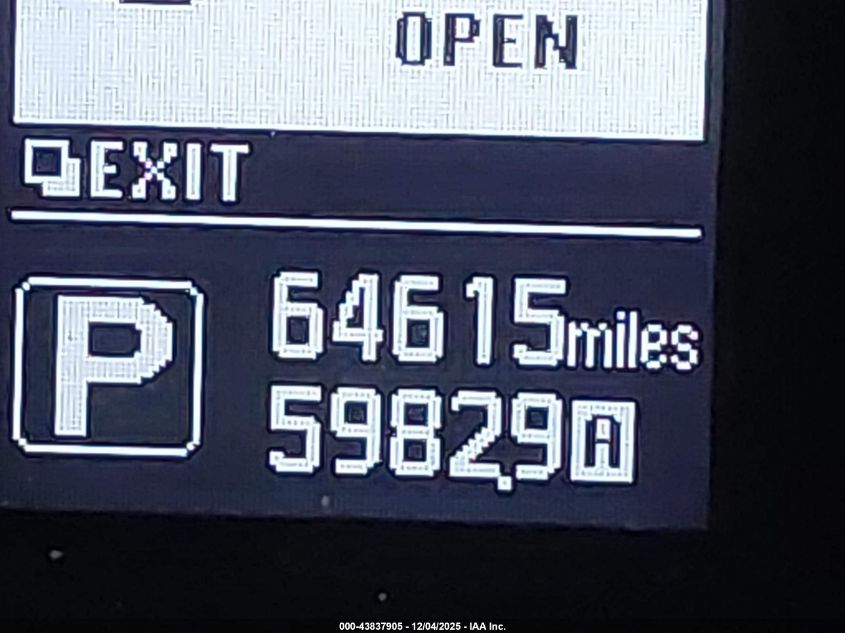 OPEN
EXIT
P
64615miles
5982.9A
000-43837905 - 12/04/2025 - IAA Inc.